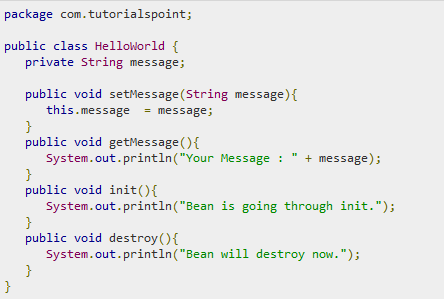 package com.tutorialspoint;

public class HelloWorld {
   private String message;

   public void setMessage(String message){
      this.message  = message;
   }
   public void getMessage(){
      System.out.println("Your Message : " + message);
   }
   public void init(){
      System.out.println("Bean is going through init.");
   }
   public void destroy(){
      System.out.println("Bean will destroy now.");
   }
}